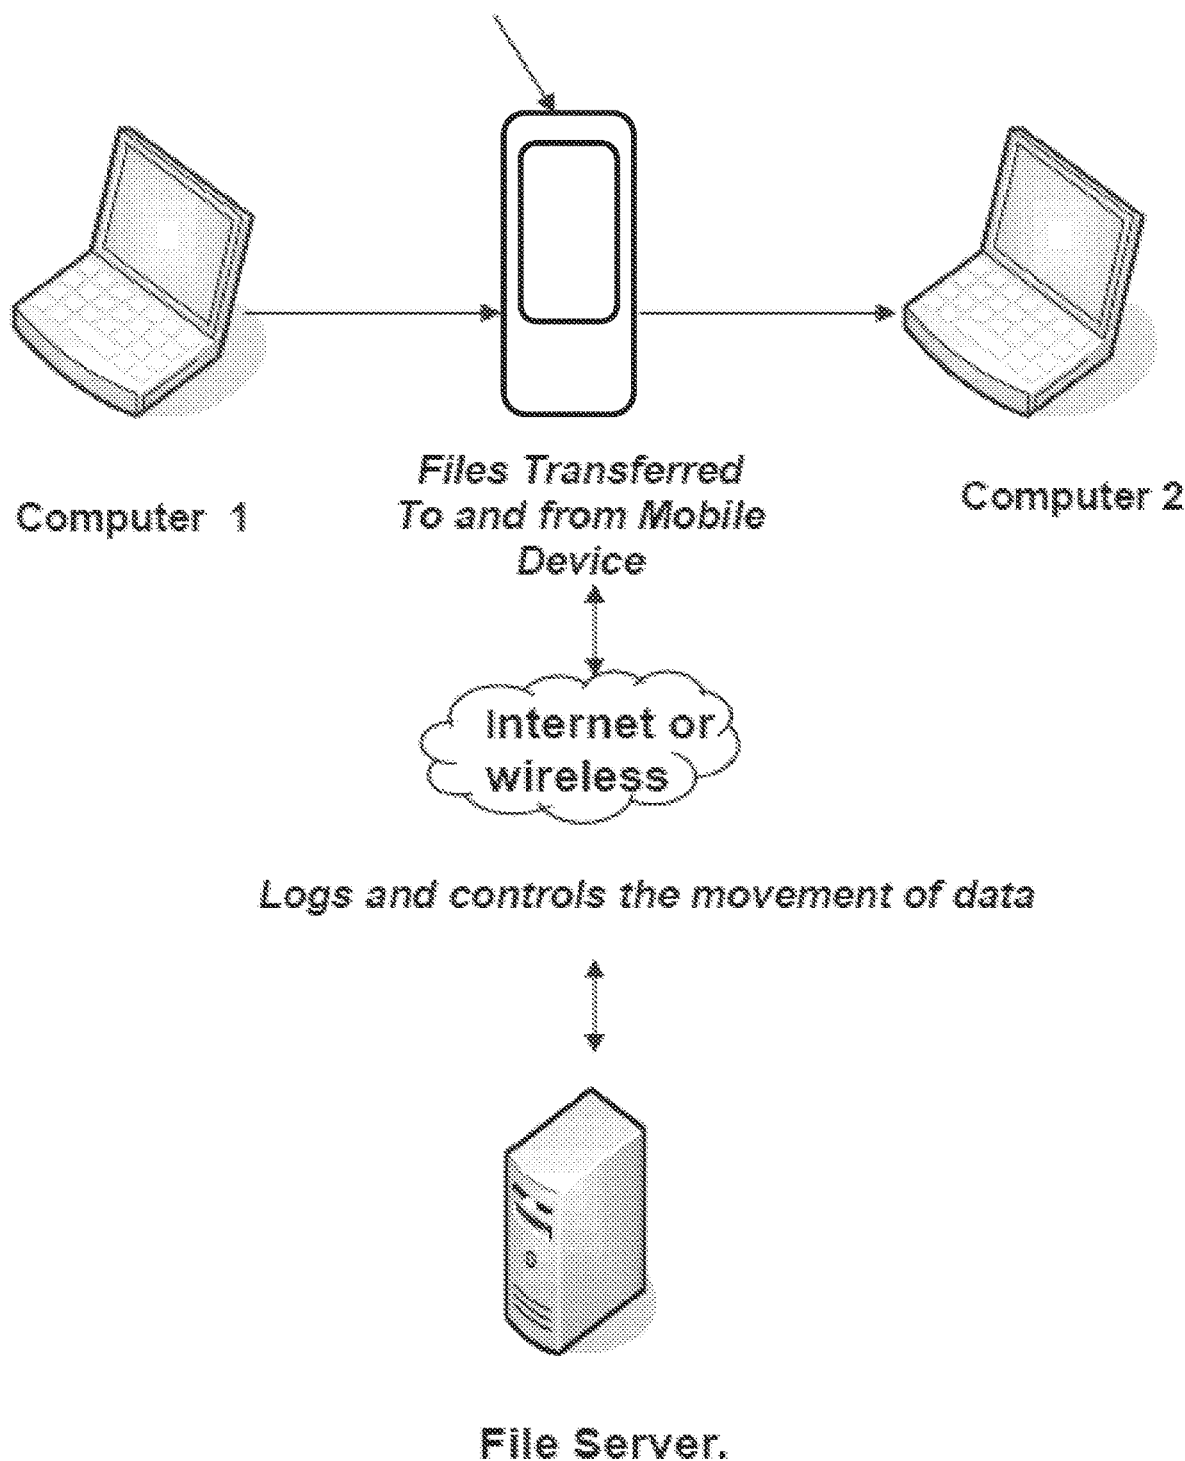 Files Transferred
To and from Mobile
Device
Computer 1
Computer 2
Internet or
wireless
Logs and controls the movement of data
File Server.